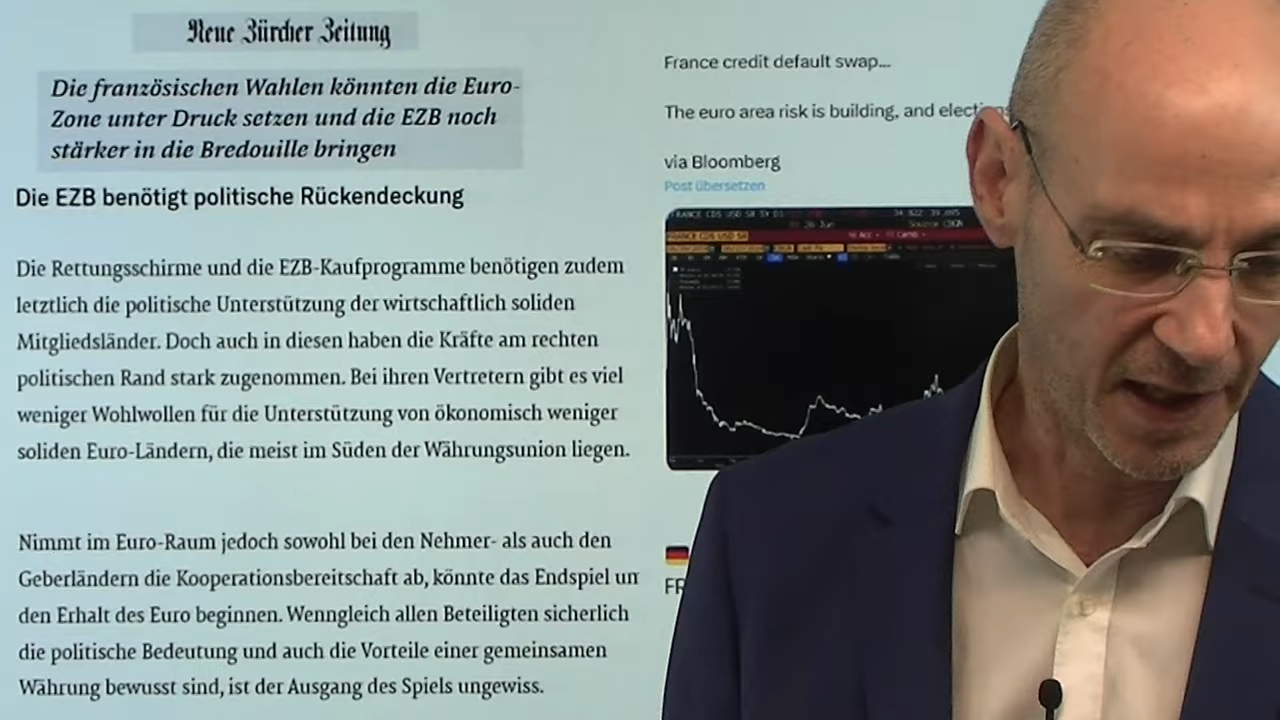 Neue Zürcher Zeitung
Die französischen Wahlen könnten die Euro-
Zone unter Druck setzen und die EZB noch
stärker in die Bredouille bringen
Die EZB benötigt politische Rückendeckung
Die Rettungsschirme und die EZB-Kaufprogramme benötigen zudem
letztlich die politische Unterstützung der wirtschaftlich soliden
Mitgliedsländer. Doch auch in diesen haben die Kräfte am rechten
politischen Rand stark zugenommen. Bei ihren Vertretern gibt es viel
weniger Wohlwollen für die Unterstützung von ökonomisch weniger
soliden Euro-Ländern, die meist im Süden der Währungsunion liegen.
Nimmt im Euro-Raum jedoch sowohl bei den Nehmer- als auch den
Geberländern die Kooperationsbereitschaft ab, könnte das Endspiel um
den Erhalt des Euro beginnen. Wenngleich allen Beteiligten sicherlich
die politische Bedeutung und auch die Vorteile einer gemeinsamen
Währung bewusst sind, ist der Ausgang des Spiels ungewiss.
France credit default swap...
The euro area risk is building, and
via Bloomberg
Post übersetzen
FRANCE CDS USD SR 5Y D1
FRANCE CDS USD SR
FR